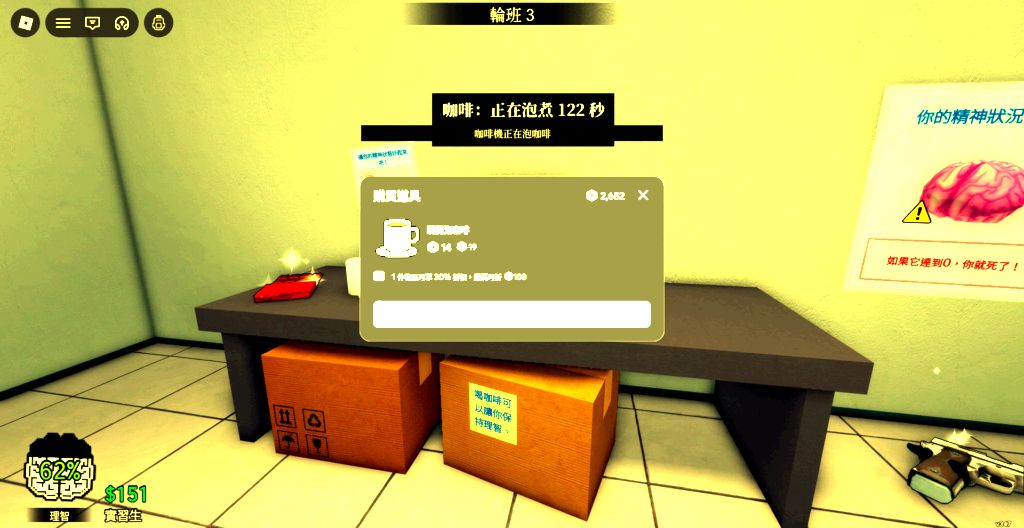 輪班 3
咖啡：正在泡煮 122 秒
咖啡機正在泡咖啡
你的精神狀況
購買道具
2,652
14 19
100
喝咖啡可
以讓你保
持理智。
如果它達到0，你就死了！
62%
$151
理智
實習生